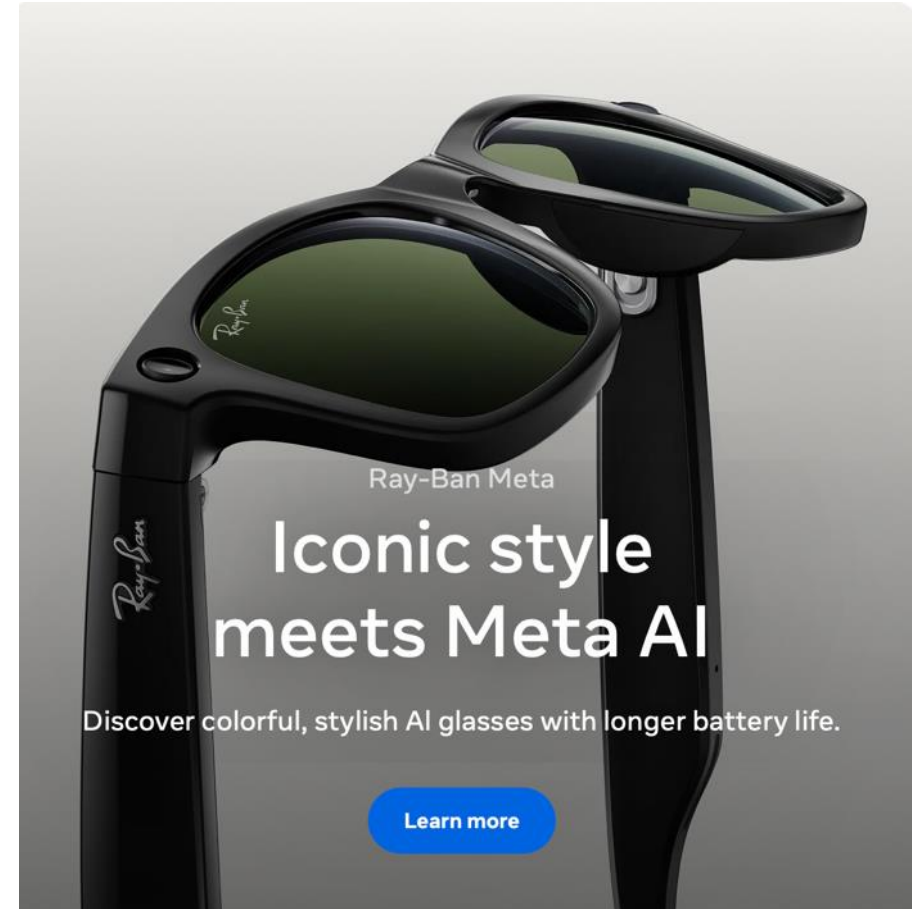 Ray-Ban
Ray-Ban
Ray-Ban Meta
Iconic style
meets Meta AI
Discover colorful, stylish AI glasses with longer battery life.
Learn more